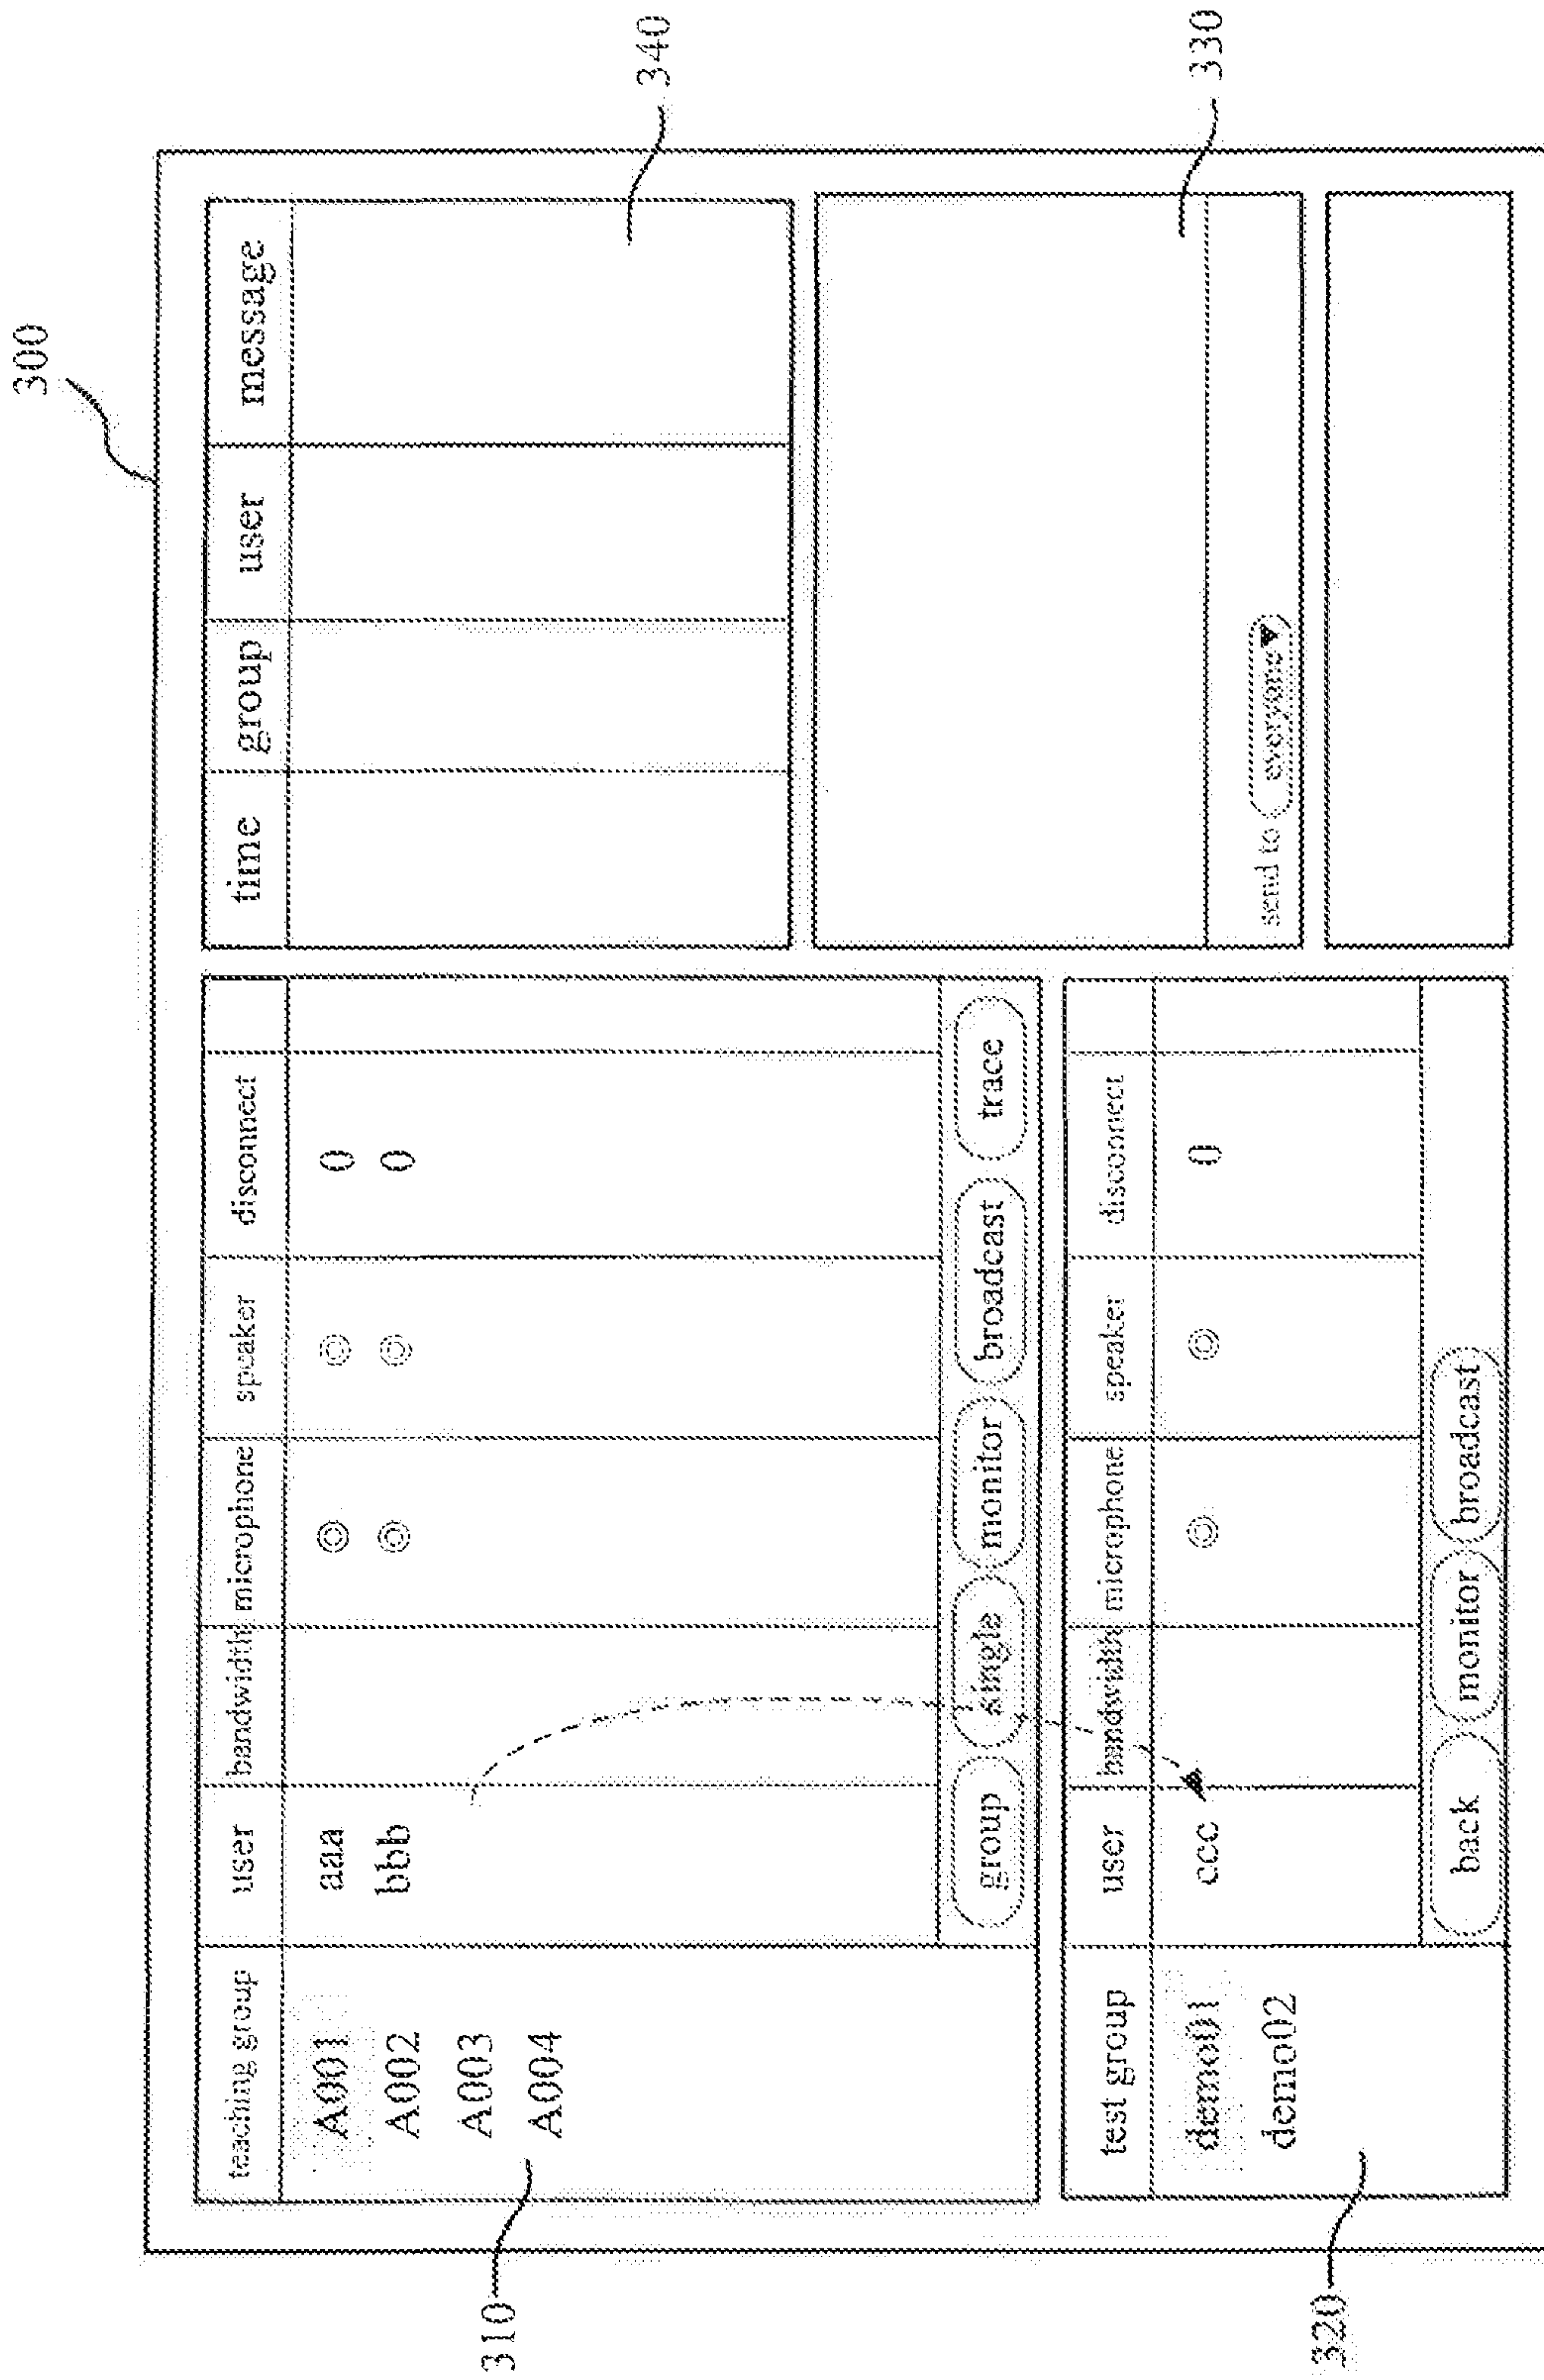 300
teaching group user bandwidth microphone speaker disconnect
A001 aaa 0
A002 bbb 0
A003
A004
group single monitor broadcast trace
310
test group user bandwidth microphone speaker disconnect
demo01 ccc 0
demo02
back monitor broadcast
320
time group user message
340
330
send to everyone